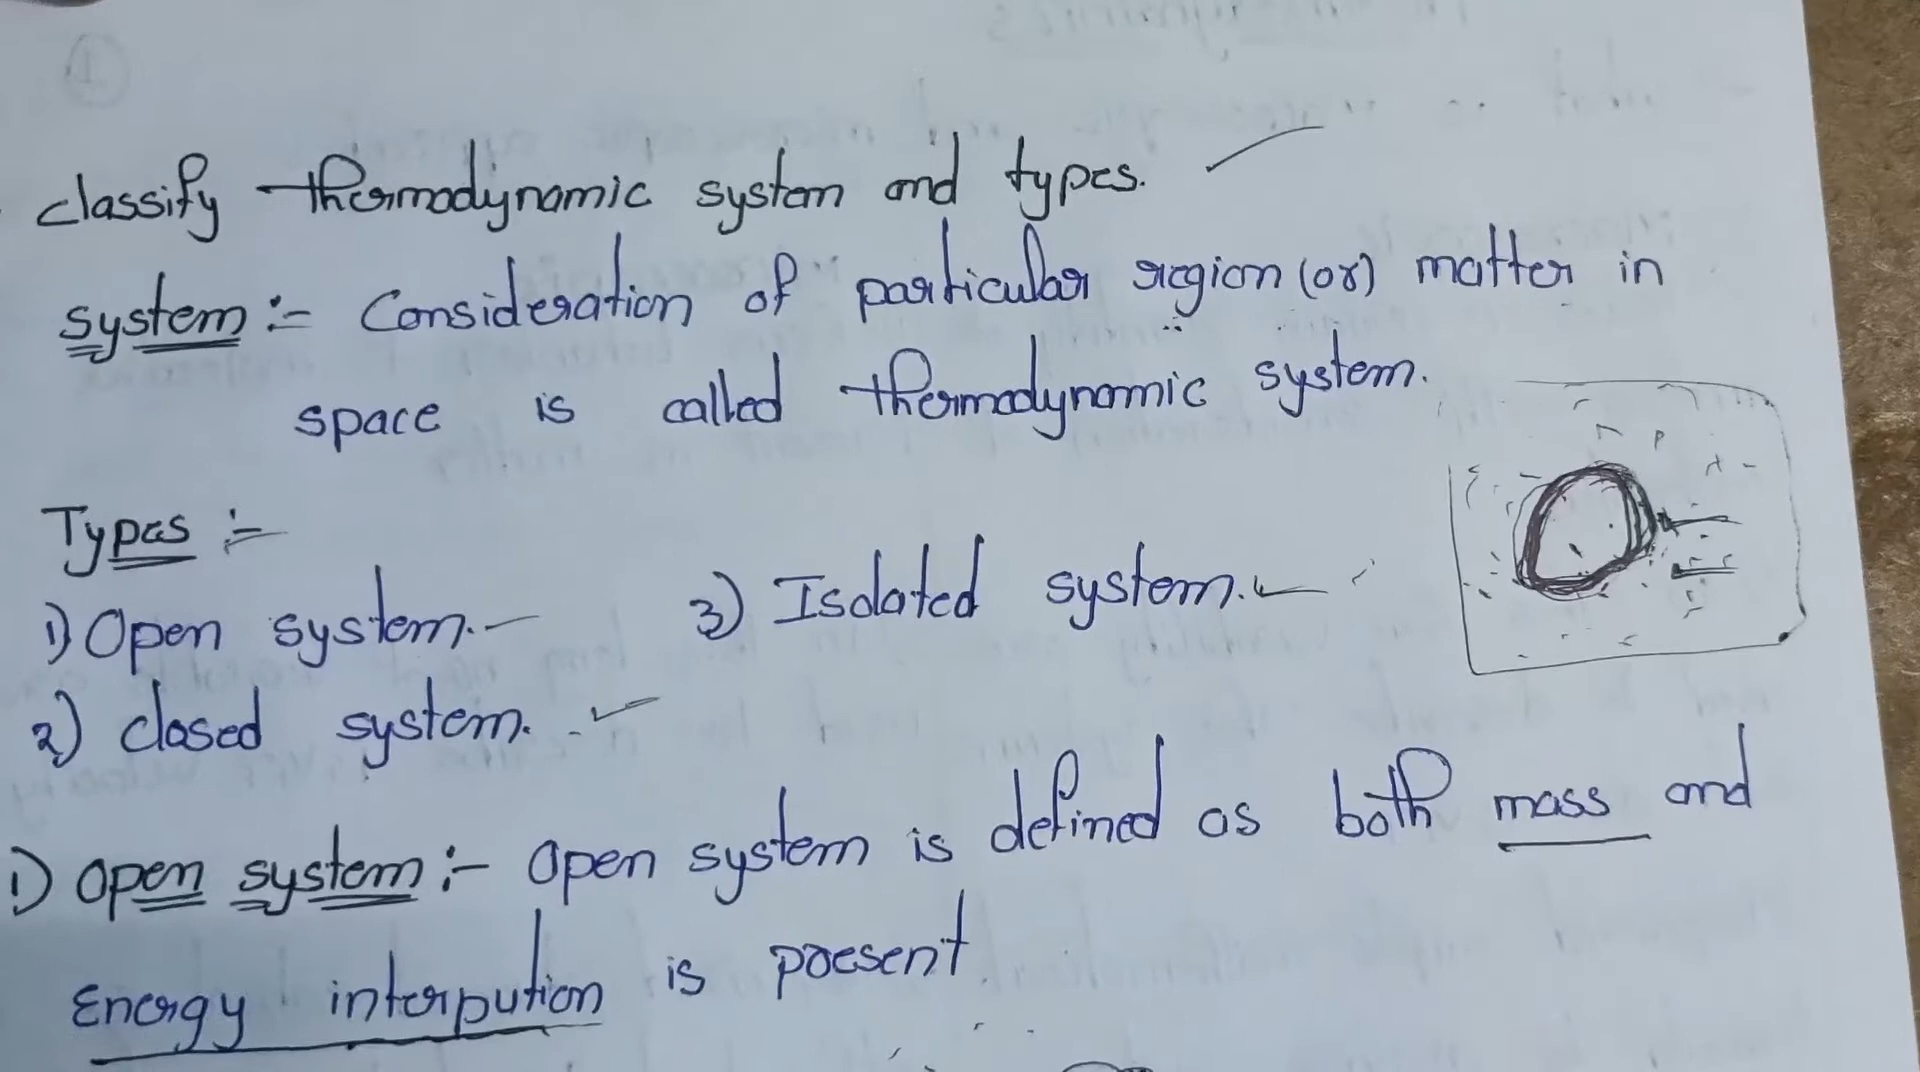 classify thermodynamic system and types.
system :- Consideration of particular region (or) matter in
space is called thermodynamic system.
Types :-
1) Open system.
3) Isolated system.
2) closed system.
1) Open system :- Open system is defined as both mass and
Energy interpution is present